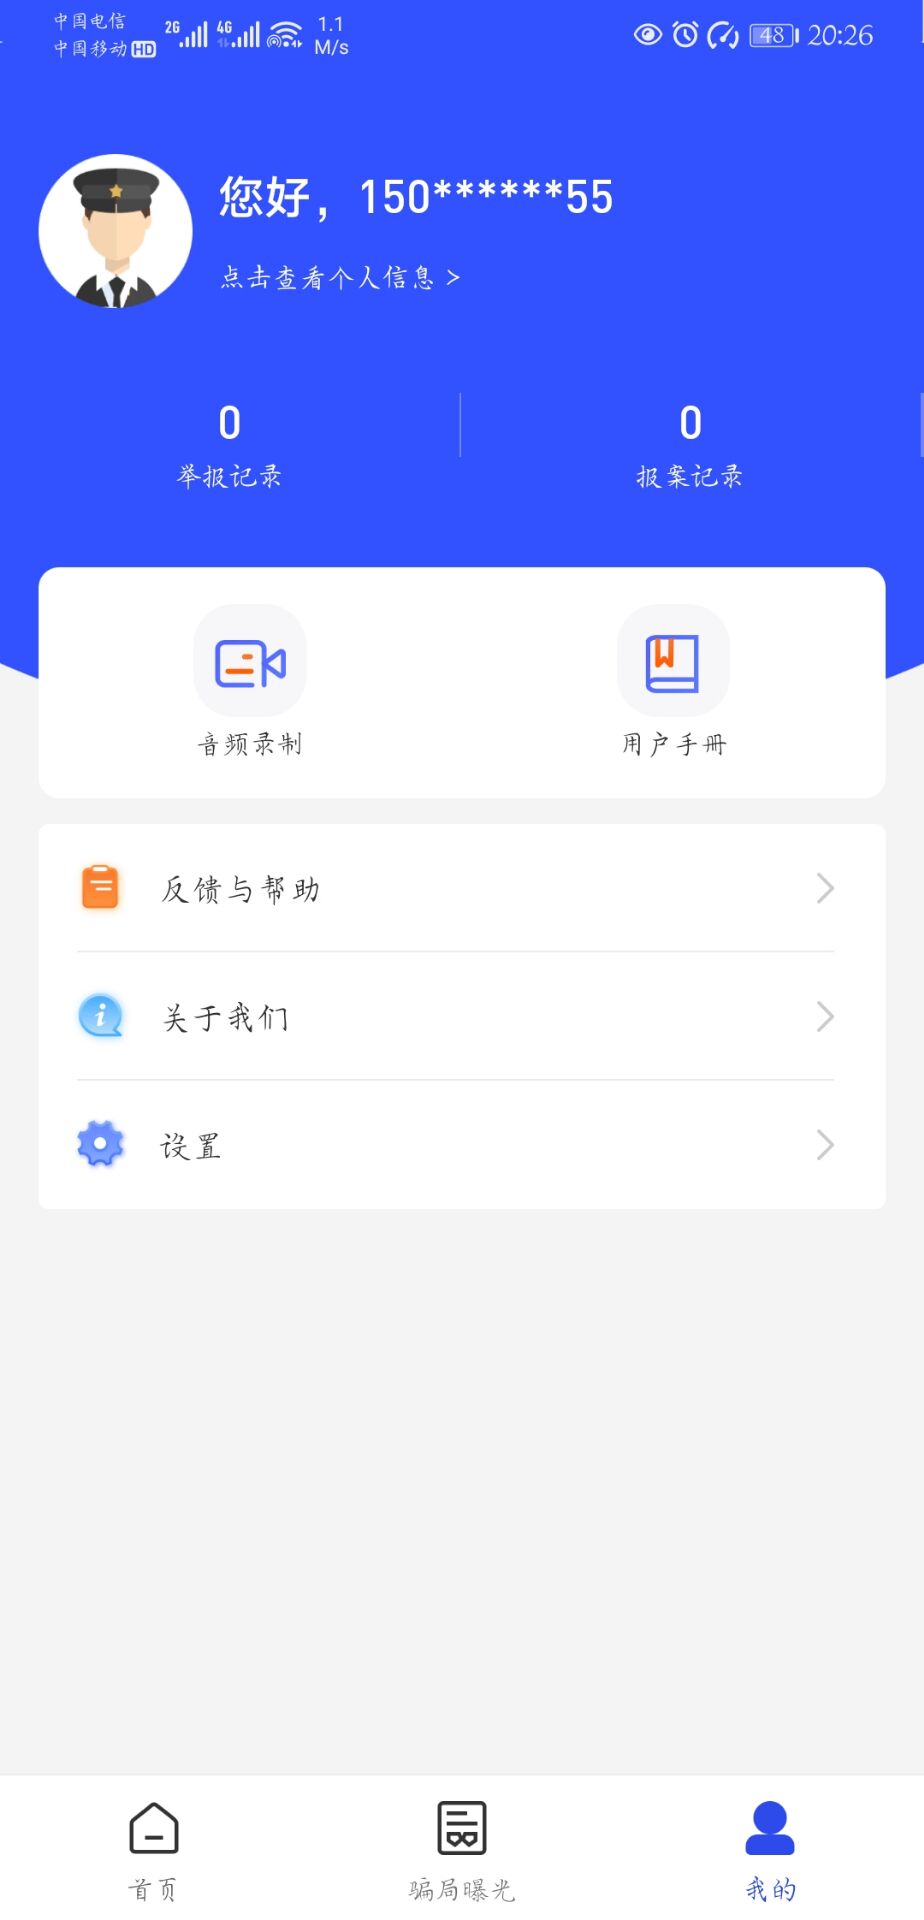 中国电信
中国移动HD 2G 4G 1.1 M/s 48 20:26
您好，150******55
点击查看个人信息 >
0 0
举报记录 报案记录
音频录制 用户手册
反馈与帮助
关于我们
设置
首页 骗局曝光 我的